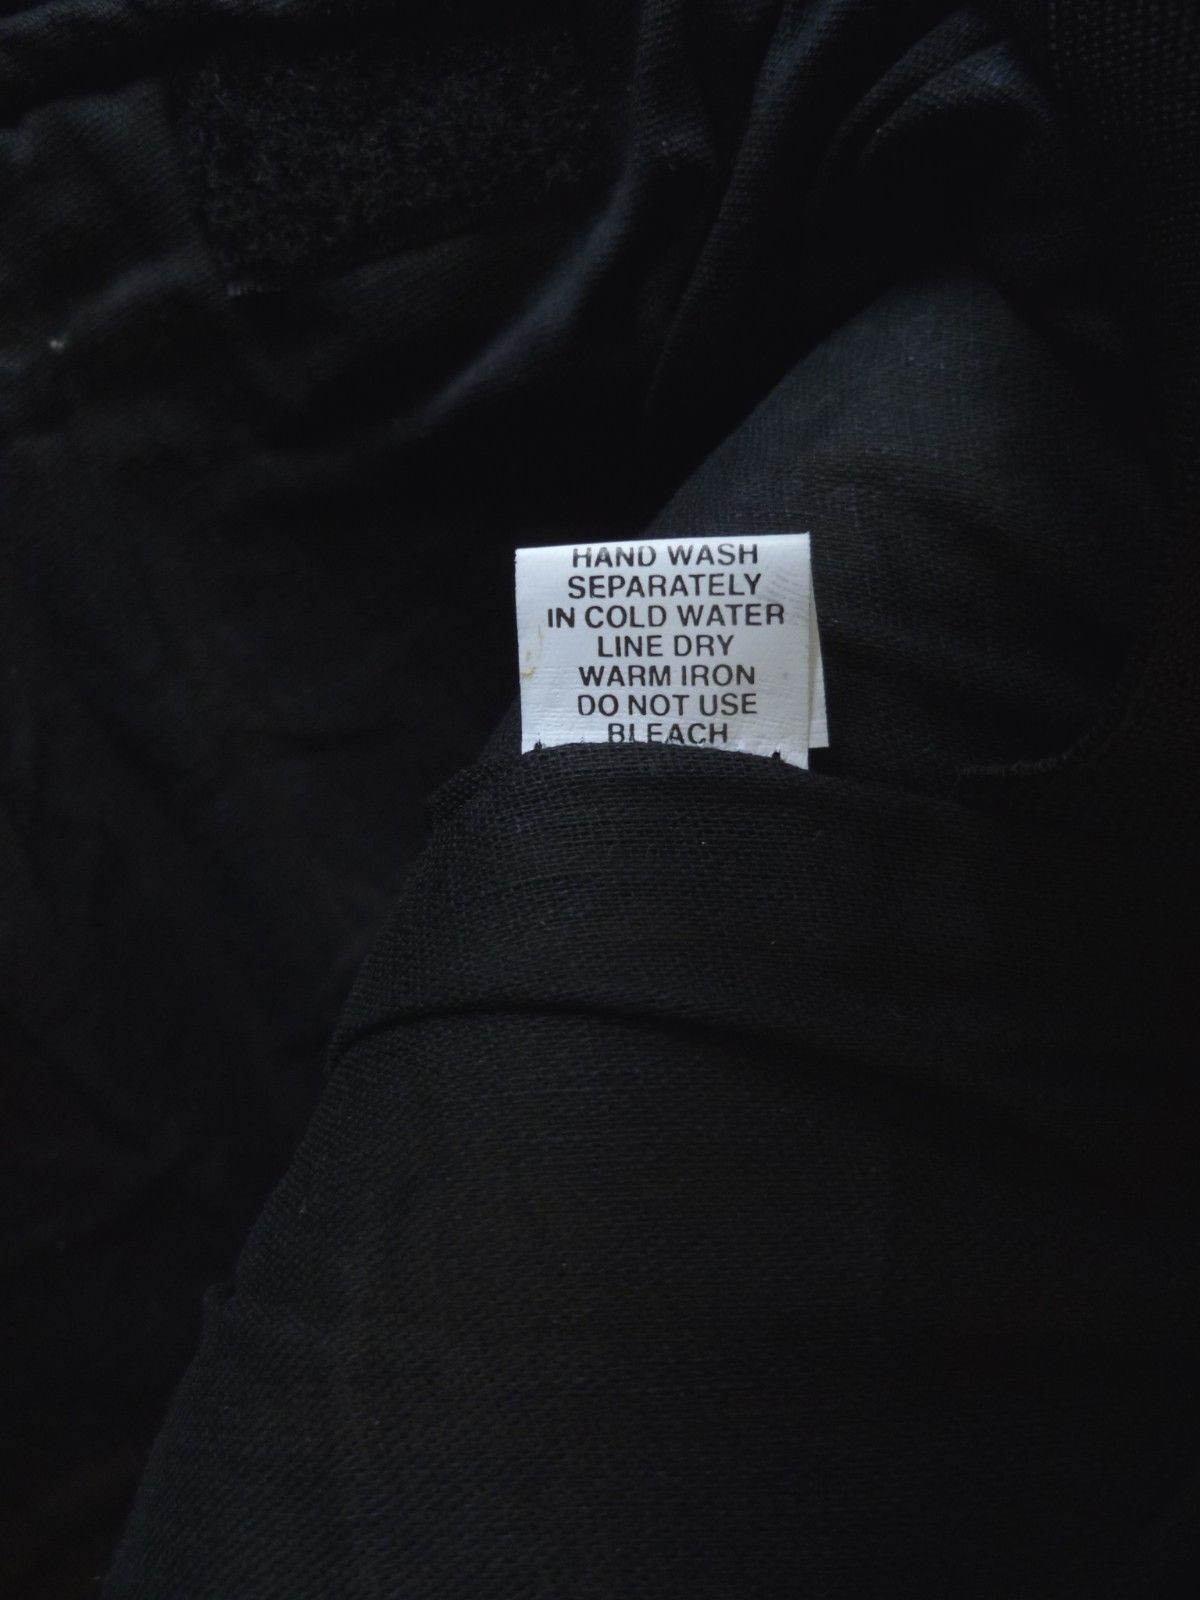 HAND WASH
SEPARATELY
IN COLD WATER
LINE DRY
WARM IRON
DO NOT USE
BLEACH